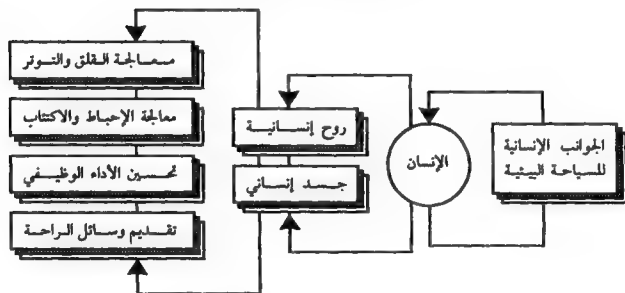 الجوانب الإنسانية
للسياحة البيئية
الإنسان
روح إنسانية
جسد إنساني
معالجة القلق والتوتر
معالجة الإحباط والاكتئاب
تحسين الأداء الوظيفي
تقديم وسائل الراحة